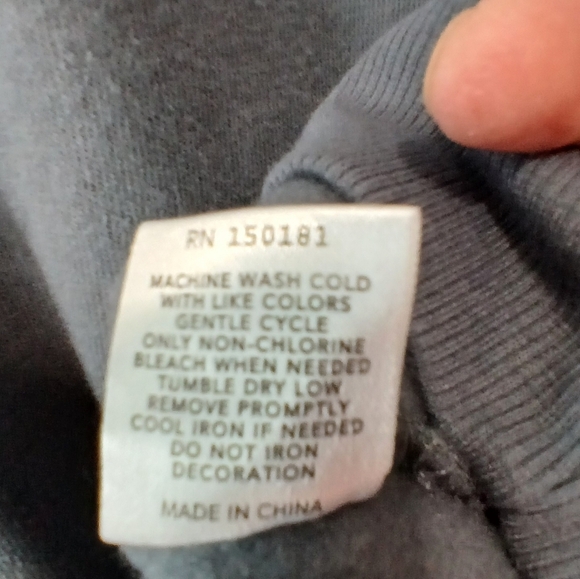 RN 150181
MACHINE WASH COLD
WITH LIKE COLORS
GENTLE CYCLE
ONLY NON-CHLORINE
BLEACH WHEN NEEDED
TUMBLE DRY LOW
REMOVE PROMPTLY
COOL IRON IF NEEDED
DO NOT IRON
DECORATION
MADE IN CHINA